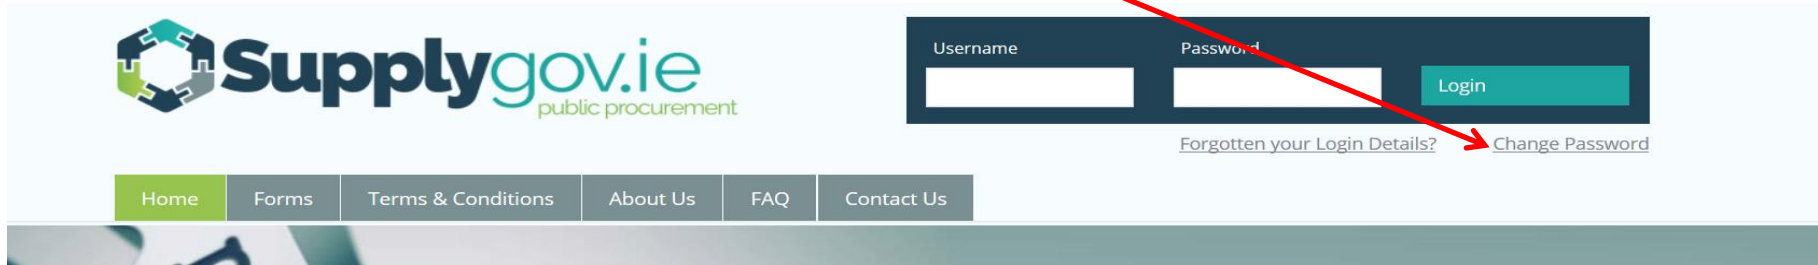 Supplygov.ie
public procurement
Username Password
Login
Forgotten your Login Details? Change Password
Home Forms Terms & Conditions About Us FAQ Contact Us